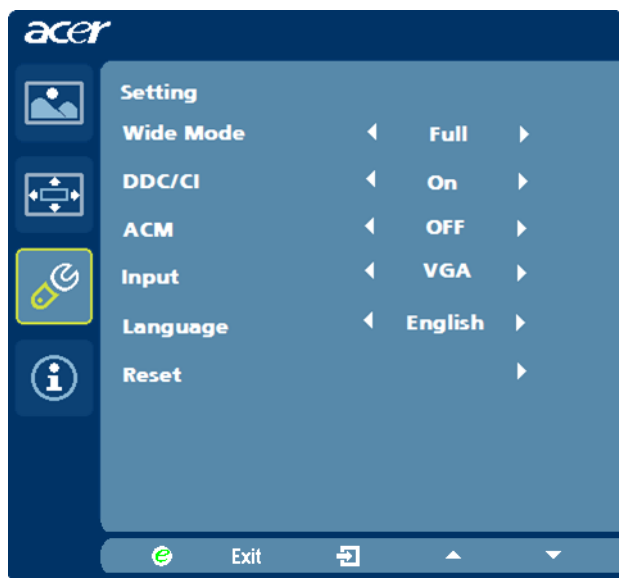 acer
Setting
Wide Mode Full
DDC/CI On
ACM OFF
Input VGA
Language English
Reset
e Exit